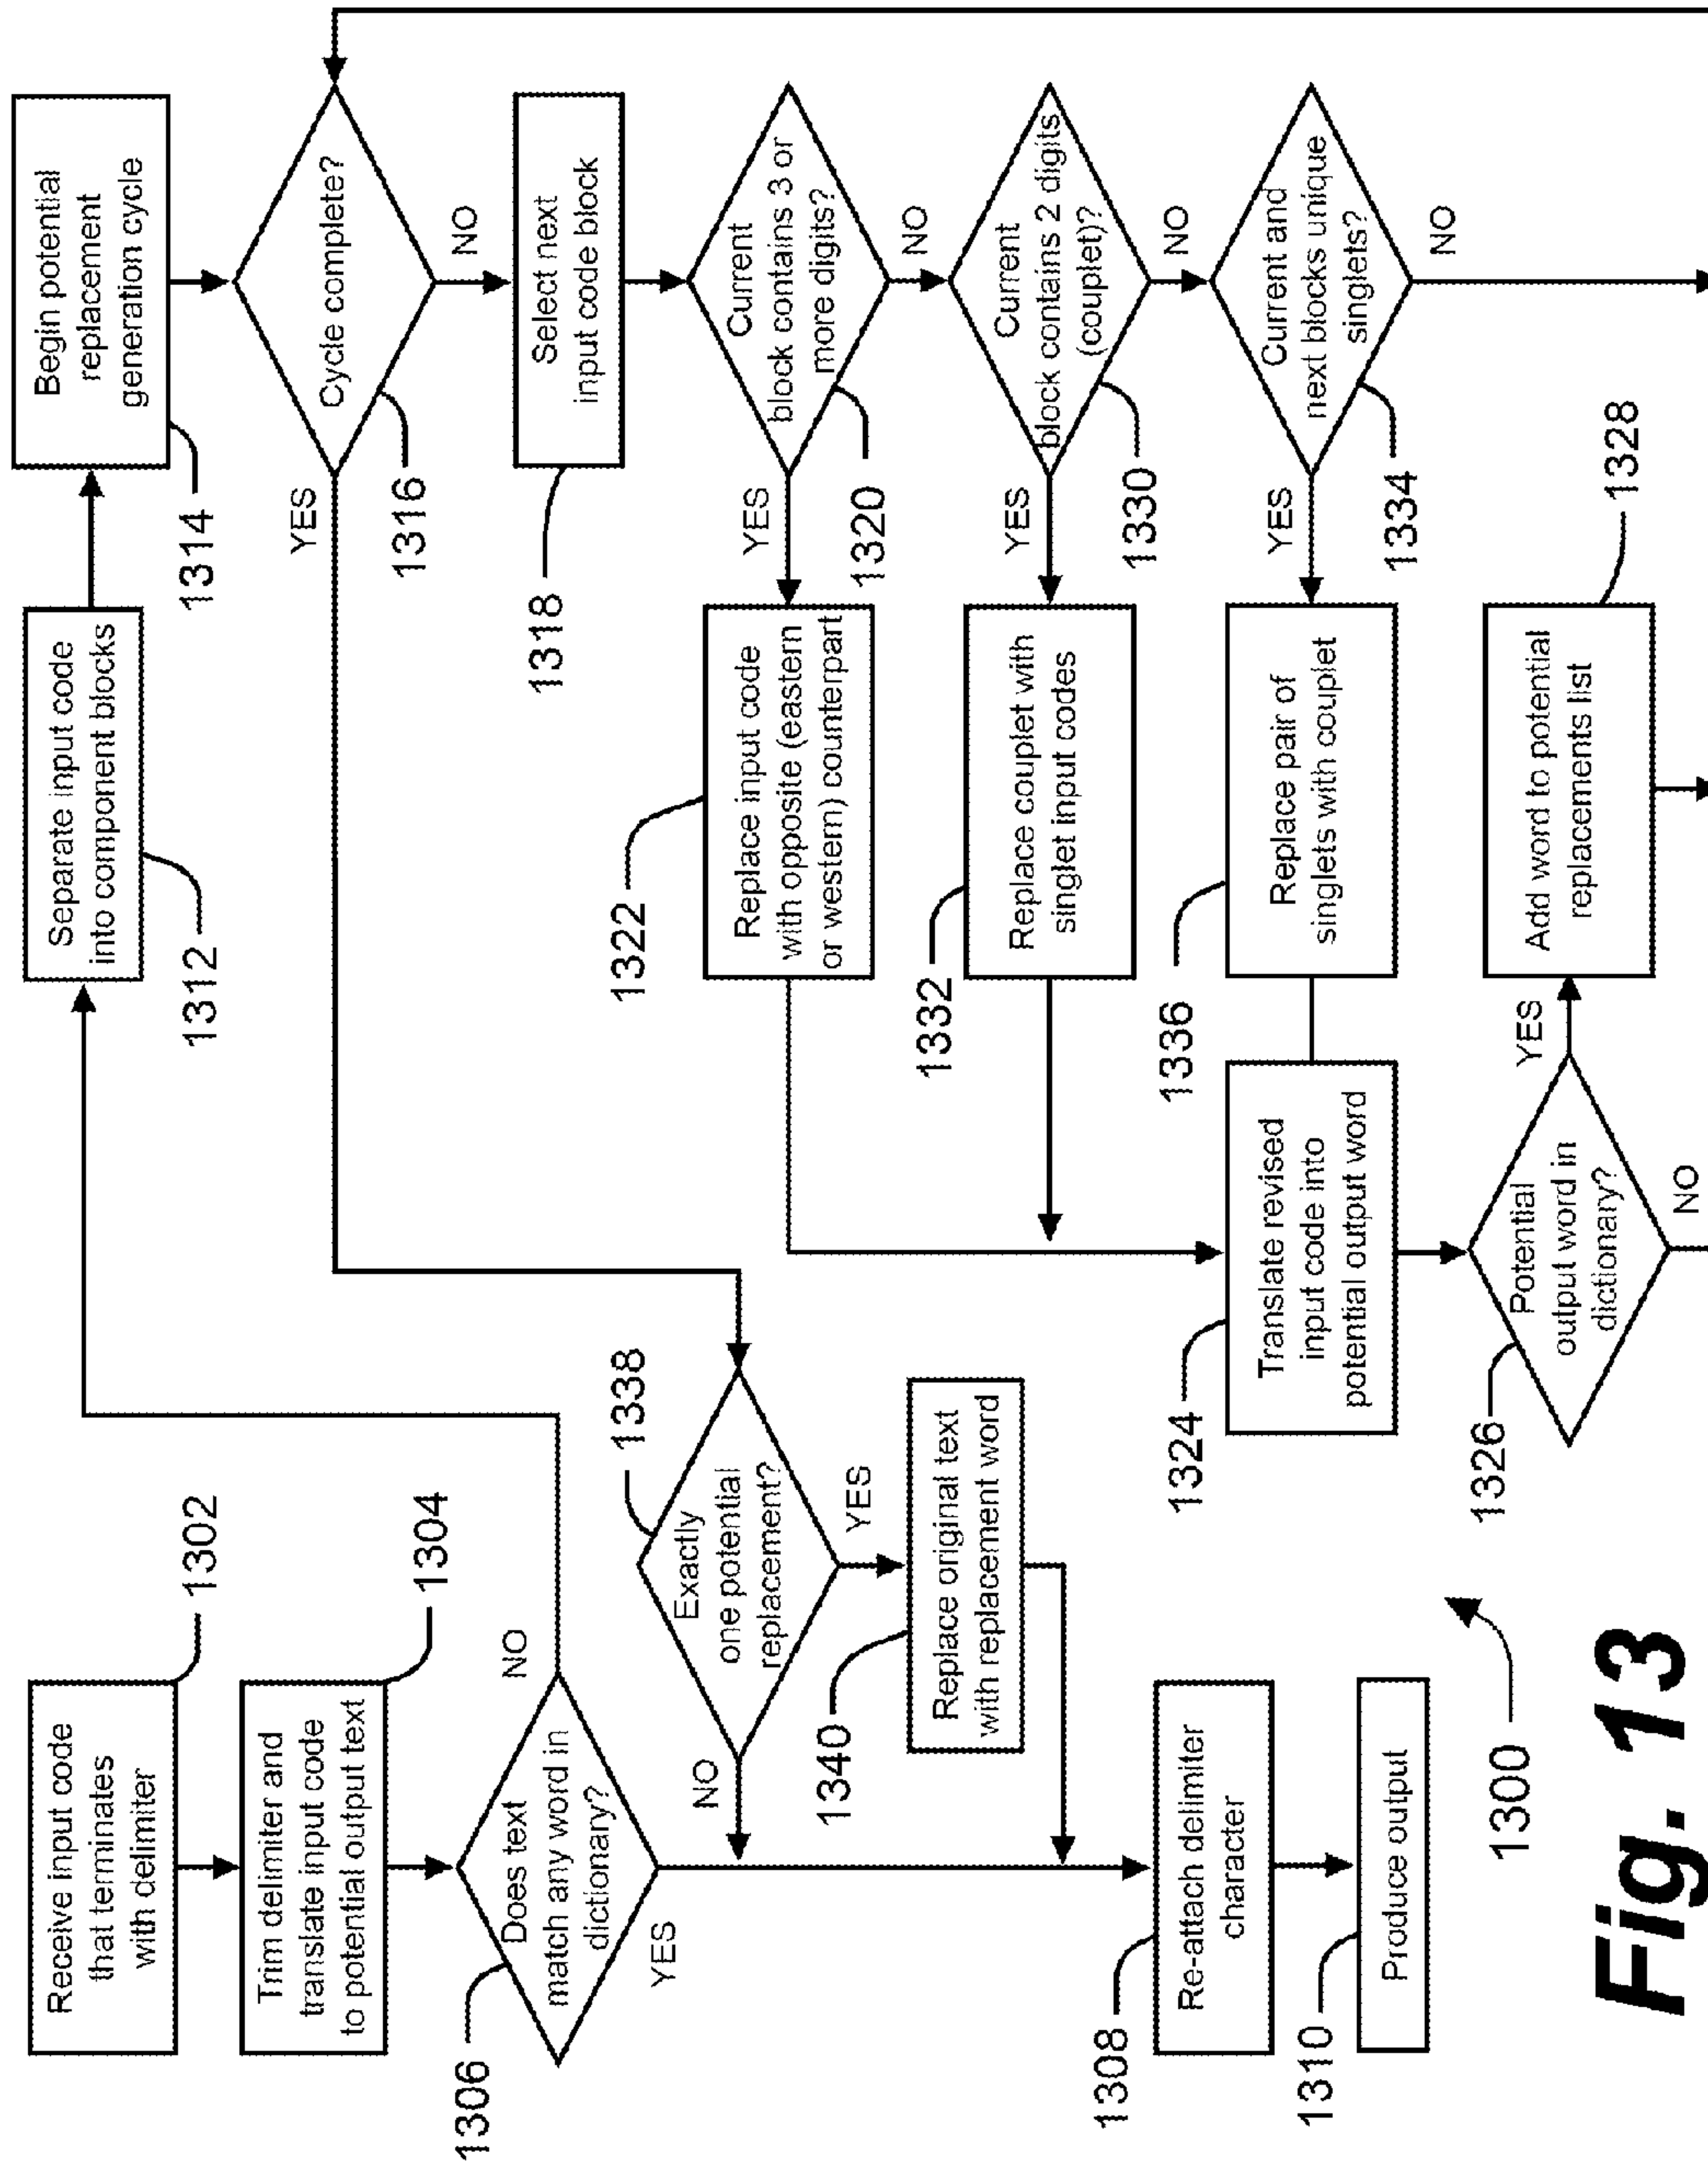 Receive input code
that terminates
with delimiter
1302
Trim delimiter and
translate input code
to potential output text
1304
Does text
match any word in
dictionary?
1306
NO
YES
Re-attach delimiter
character
1308
Produce output
1310
Separate input code
into component blocks
1312
Begin potential
replacement
generation cycle
1314
Cycle complete?
1316
YES
NO
Select next
input code block
1318
Current
block contains 3 or
more digits?
1320
YES
NO
Replace input code
with opposite (eastern
or western) counterpart
1322
Current
block contains 2 digits
(couplet)?
1330
YES
NO
Replace couplet with
singlet input codes
1332
Current and
next blocks unique
singlets?
1334
YES
NO
Replace pair of
singlets with couplet
1336
Translate revised
input code into
potential output word
1324
Potential
output word in
dictionary?
1326
YES
NO
Add word to potential
replacements list
1328
Exactly
one potential
replacement?
1338
NO
YES
Replace original text
with replacement word
1340
1300
Fig. 13